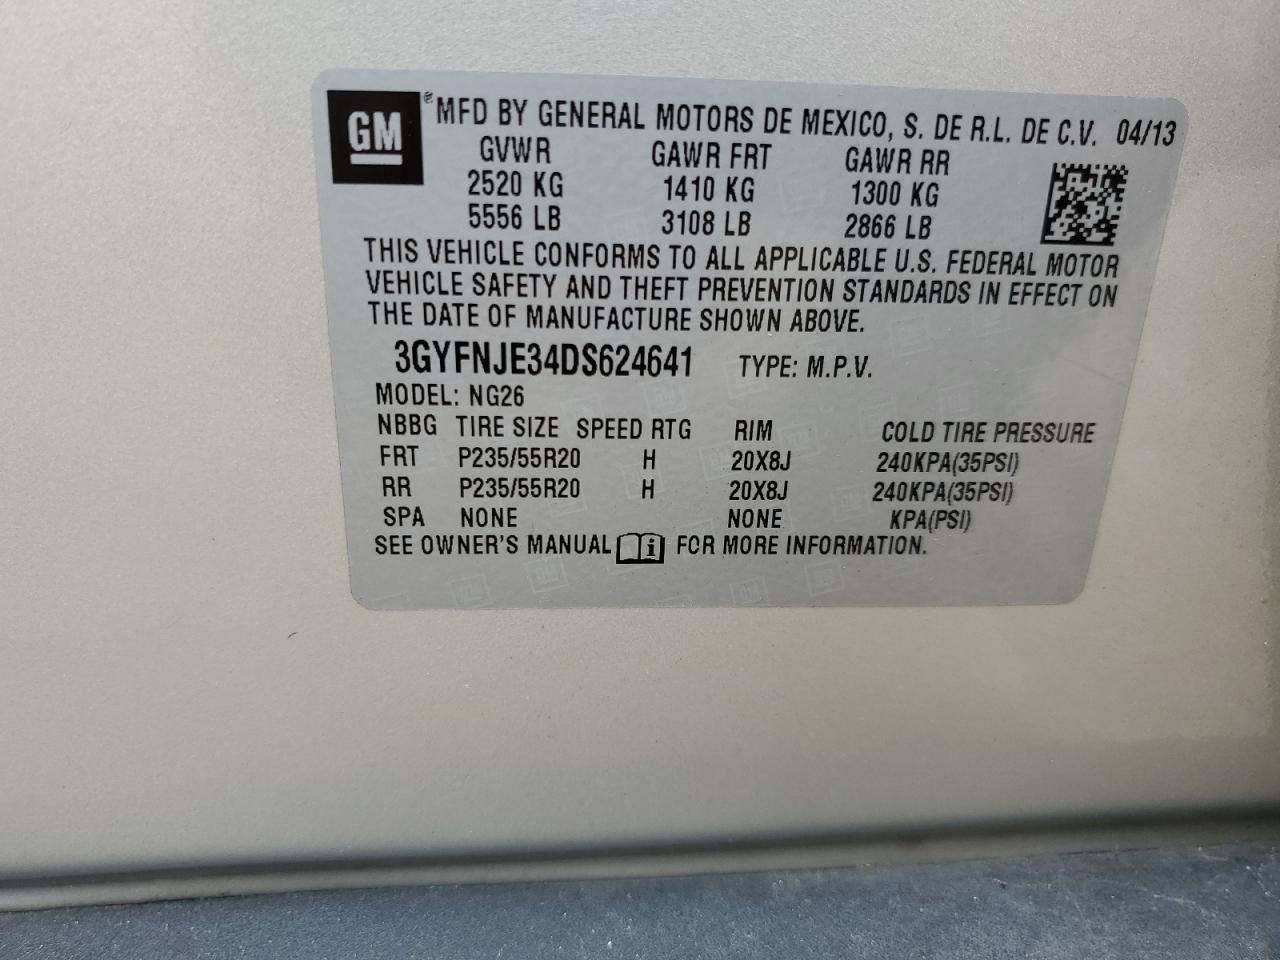 GM ® MFD BY GENERAL MOTORS DE MEXICO, S. DE R.L. DE C.V. 04/13
GVWR GAWR FRT GAWR RR
2520 KG 1410 KG 1300 KG
5556 LB 3108 LB 2866 LB
THIS VEHICLE CONFORMS TO ALL APPLICABLE U.S. FEDERAL MOTOR
VEHICLE SAFETY AND THEFT PREVENTION STANDARDS IN EFFECT ON
THE DATE OF MANUFACTURE SHOWN ABOVE.
3GYFNJE34DS624641 TYPE: M.P.V.
MODEL: NG26
NBBG TIRE SIZE SPEED RTG RIM COLD TIRE PRESSURE
FRT P235/55R20 H 20X8J 240KPA(35PSI)
RR P235/55R20 H 20X8J 240KPA(35PSI)
SPA NONE NONE KPA(PSI)
SEE OWNER'S MANUAL i FOR MORE INFORMATION.